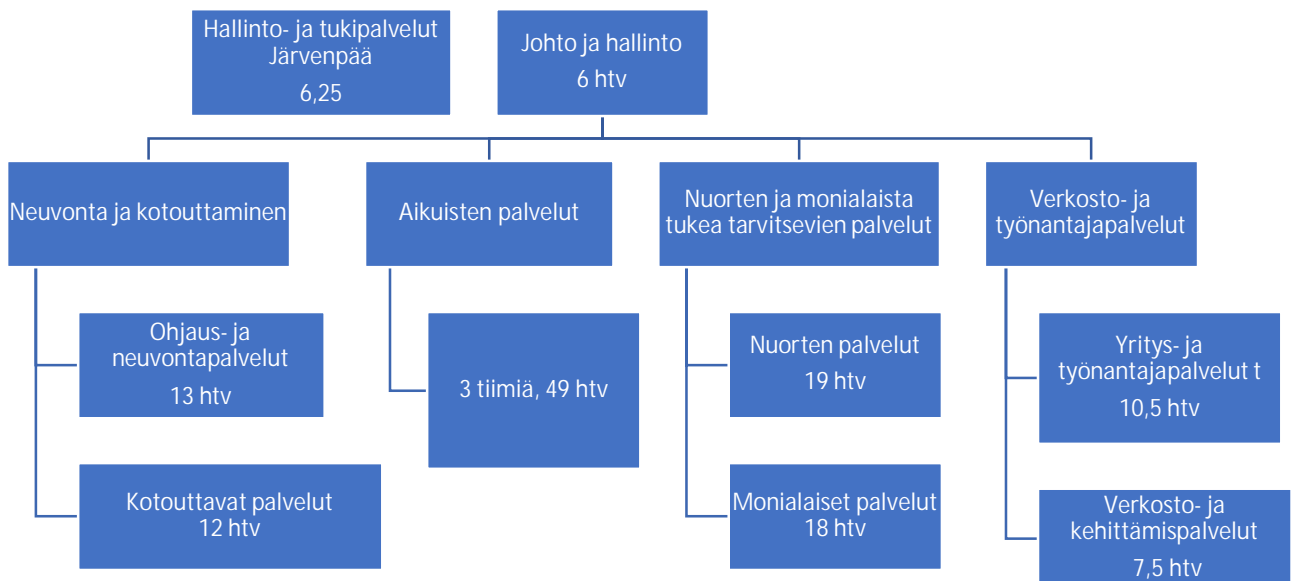 Hallinto- ja tukipalvelut
Järvenpää
6,25
Johto ja hallinto
6 htv
Neuvonta ja kotouttaminen
Aikuisten palvelut
Nuorten ja monialaista
tukea tarvitsevien palvelut
Verkosto- ja
työnantajapalvelut
Ohjaus- ja
neuvontapalvelut
13 htv
3 tiimiä, 49 htv
Nuorten palvelut
19 htv
Yritys- ja
työnantajapalvelut t
10,5 htv
Kotouttavat palvelut
12 htv
Monialaiset palvelut
18 htv
Verkosto- ja
kehittämispalvelut
7,5 htv